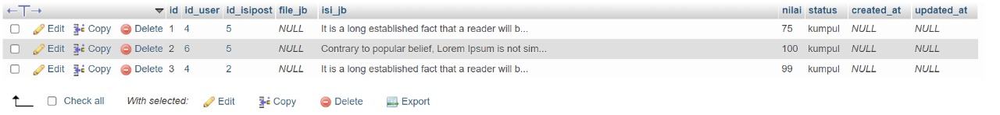 ←T→ id id_user id_isipost file_jb isi_jb nilai status created_at updated_at
Edit Copy Delete 1 4 5 NULL It is a long established fact that a reader will b... 75 kumpul NULL NULL
Edit Copy Delete 2 6 5 NULL Contrary to popular belief, Lorem Ipsum is not sim... 100 kumpul NULL NULL
Edit Copy Delete 3 4 2 NULL It is a long established fact that a reader will b... 99 kumpul NULL NULL
Check all With selected: Edit Copy Delete Export